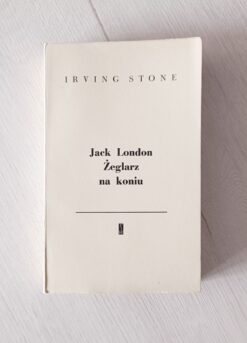 IRVING STONE
Jack London
Żeglarz
na koniu